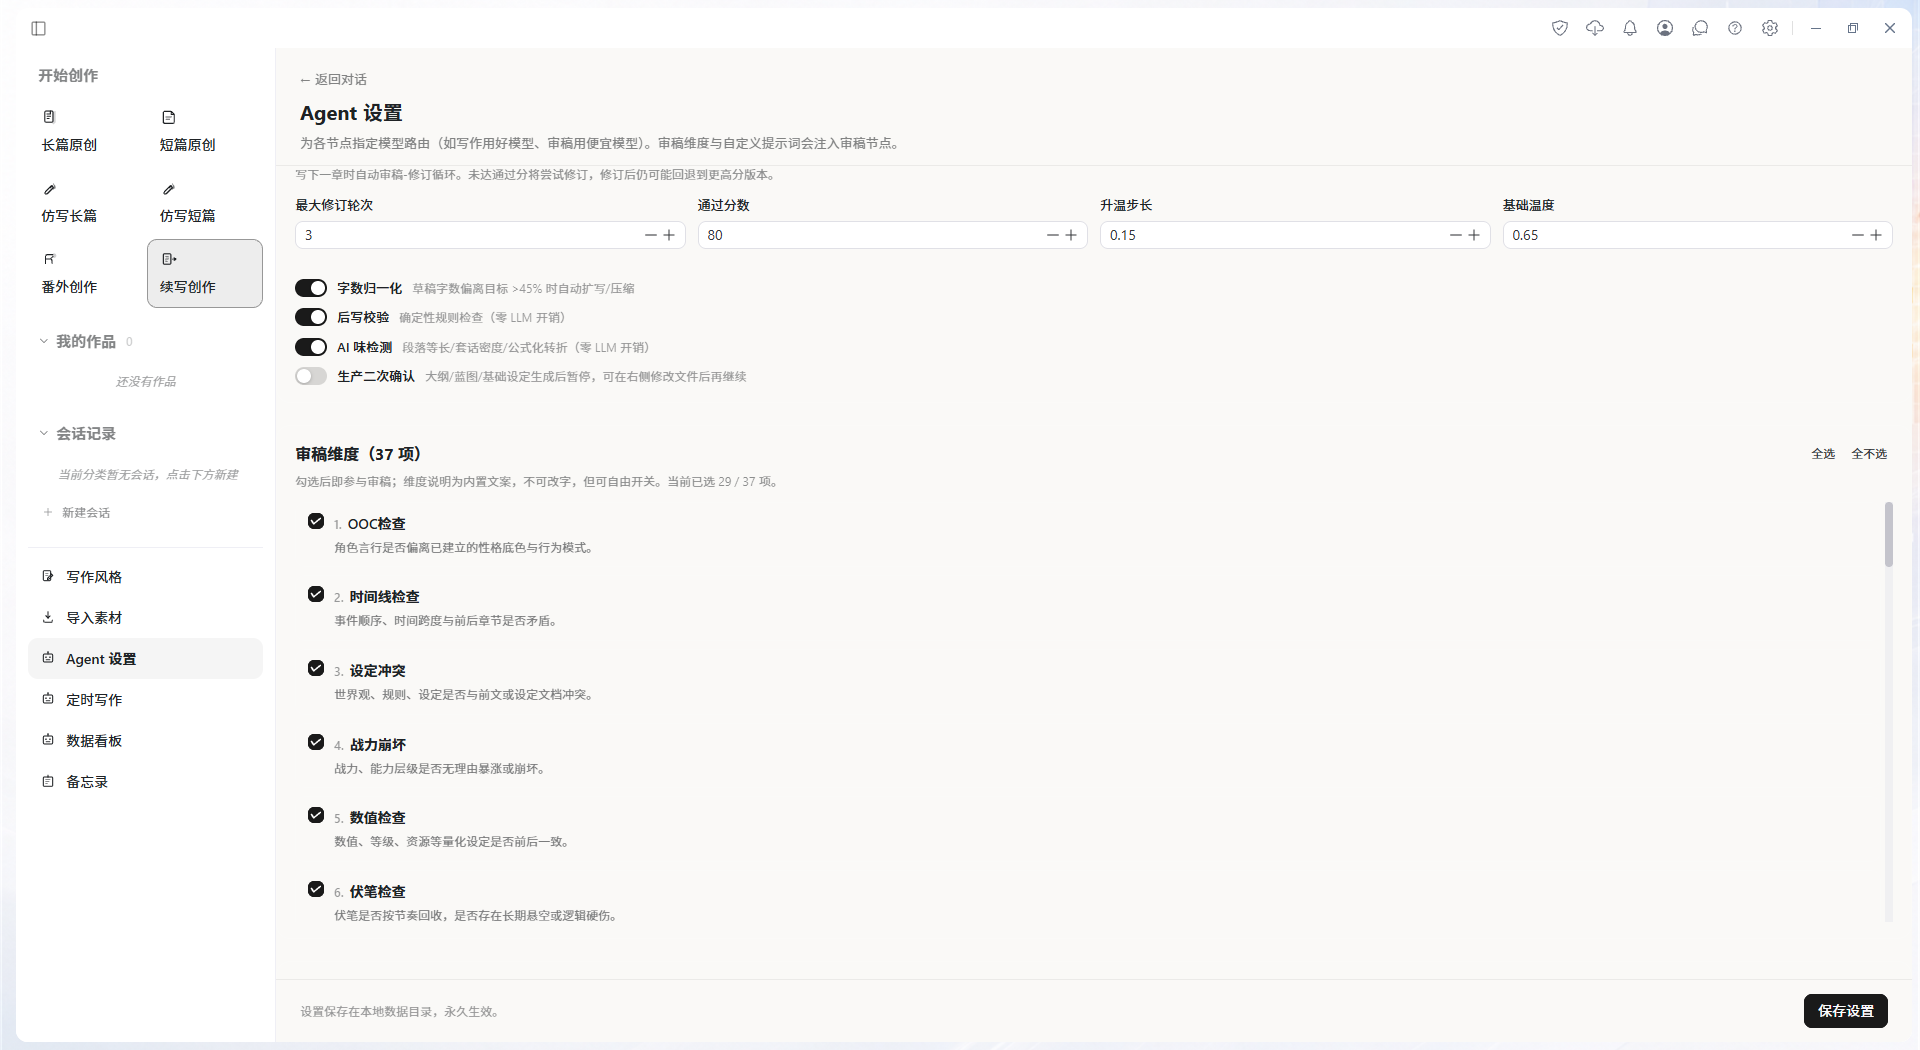 开始创作
长篇原创
短篇原创
仿写长篇
仿写短篇
番外创作
续写创作
我的作品 0
还没有作品
会话记录
当前分类暂无会话，点击下方新建
+ 新建会话
写作风格
导入素材
Agent 设置
定时写作
数据看板
备忘录
← 返回对话
Agent 设置
为各节点指定模型路由（如写作用好模型、审稿用便宜模型）。审稿维度与自定义提示词会注入审稿节点。
写下一章时自动审稿-修订循环。未达通过分将尝试修订，修订后仍可能回退到更高分版本。
最大修订轮次
3
通过分数
80
升温步长
0.15
基础温度
0.65
字数归一化 草稿字数偏离目标 >45% 时自动扩写/压缩
后写校验 确定性规则检查（零 LLM 开销）
AI 味检测 段落等长/套话密度/公式化转折（零 LLM 开销）
生产二次确认 大纲/蓝图/基础设定生成后暂停，可在右侧修改文件后再继续
审稿维度（37 项）
全选 全不选
勾选后即参与审稿；维度说明为内置文案，不可改字，但可自由开关。当前已选 29 / 37 项。
1. OOC检查
角色言行是否偏离已建立的性格底色与行为模式。
2. 时间线检查
事件顺序、时间跨度与前后章节是否矛盾。
3. 设定冲突
世界观、规则、设定是否与前文或设定文档冲突。
4. 战力崩坏
战力、能力层级是否无理由暴涨或崩坏。
5. 数值检查
数值、等级、资源等量化设定是否前后一致。
6. 伏笔检查
伏笔是否按节奏回收，是否存在长期悬空或逻辑硬伤。
设置保存在本地数据目录，永久生效。
保存设置